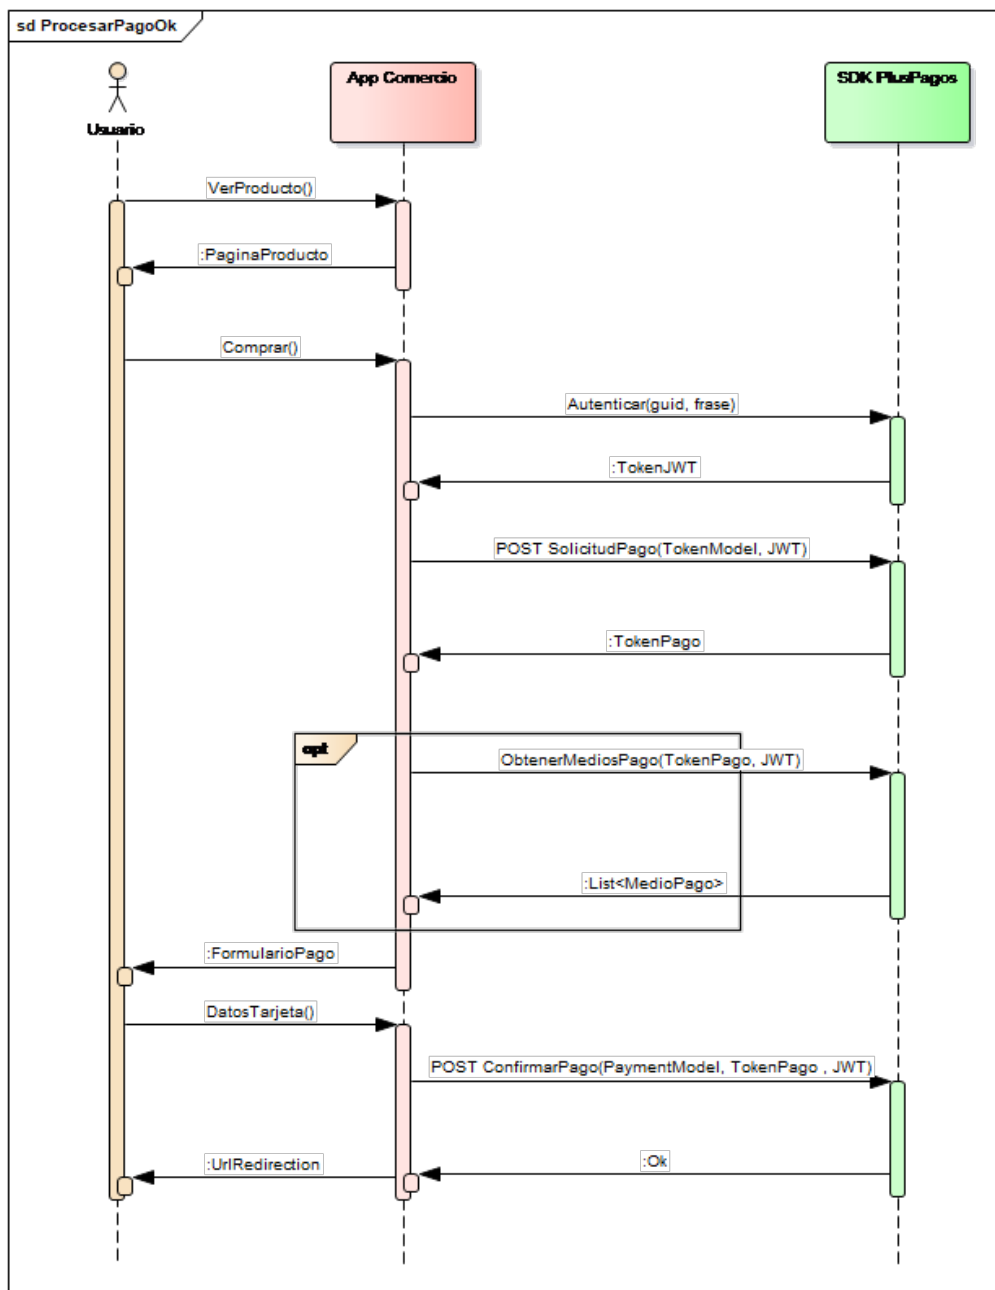 sd ProcesarPagoOk
App Comercio
SDK PlusPagos
Usuario
VerProducto()
:PaginaProducto
Comprar()
Autenticar(guid, frase)
:TokenJWT
POST SolicitudPago(TokenModel, JWT)
:TokenPago
opt
ObtenerMediosPago(TokenPago, JWT)
:List<MedioPago>
:FormularioPago
DatosTarjeta()
POST ConfirmarPago(PaymentModel, TokenPago , JWT)
:UrlRedirection
:Ok